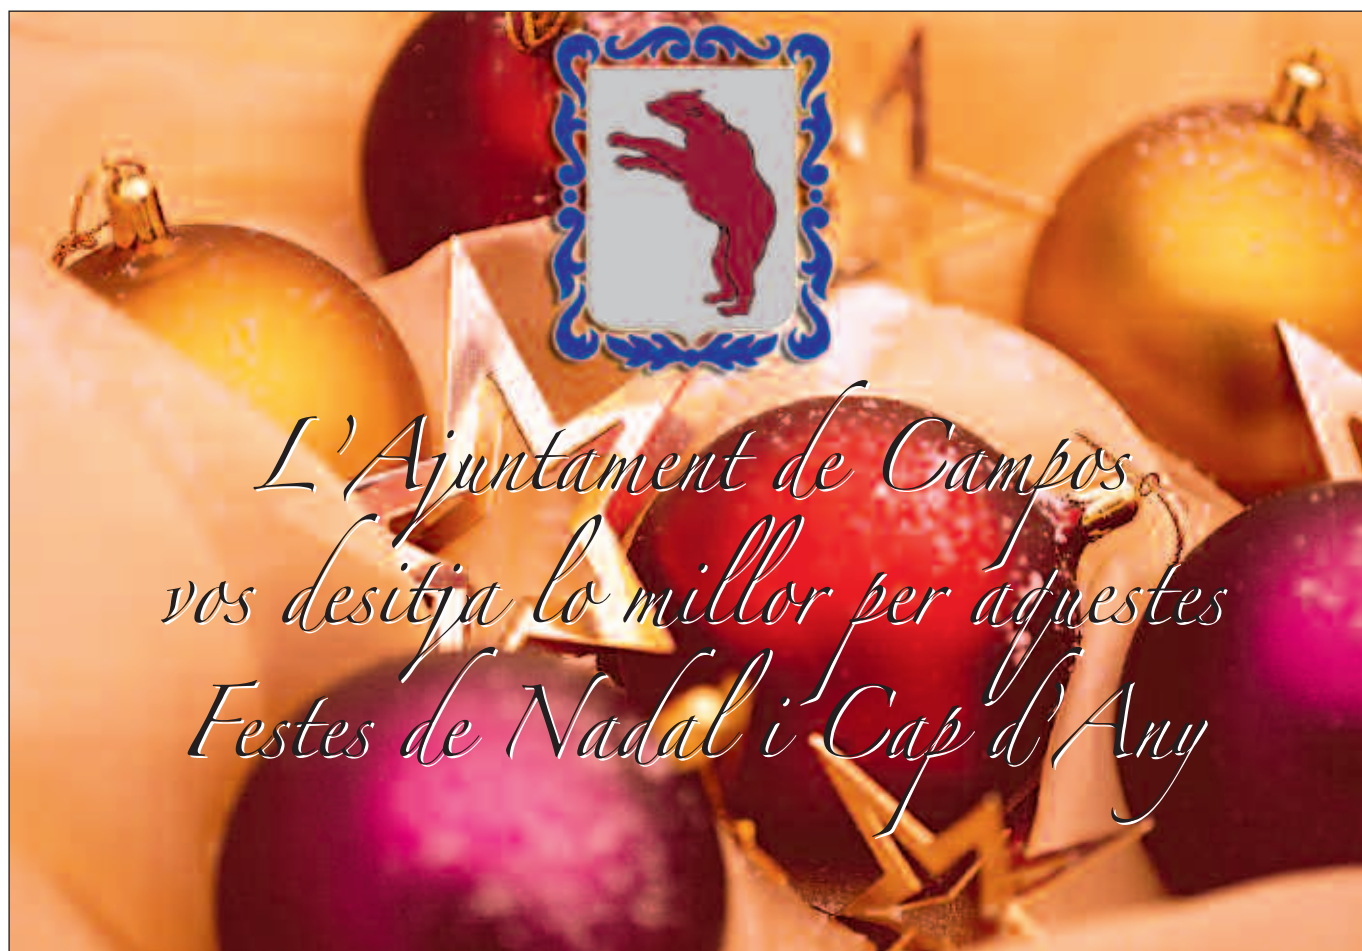 L'Ajuntament de Campos
vos desitja lo millor per aquestes
Festes de Nadal i Cap d'Any